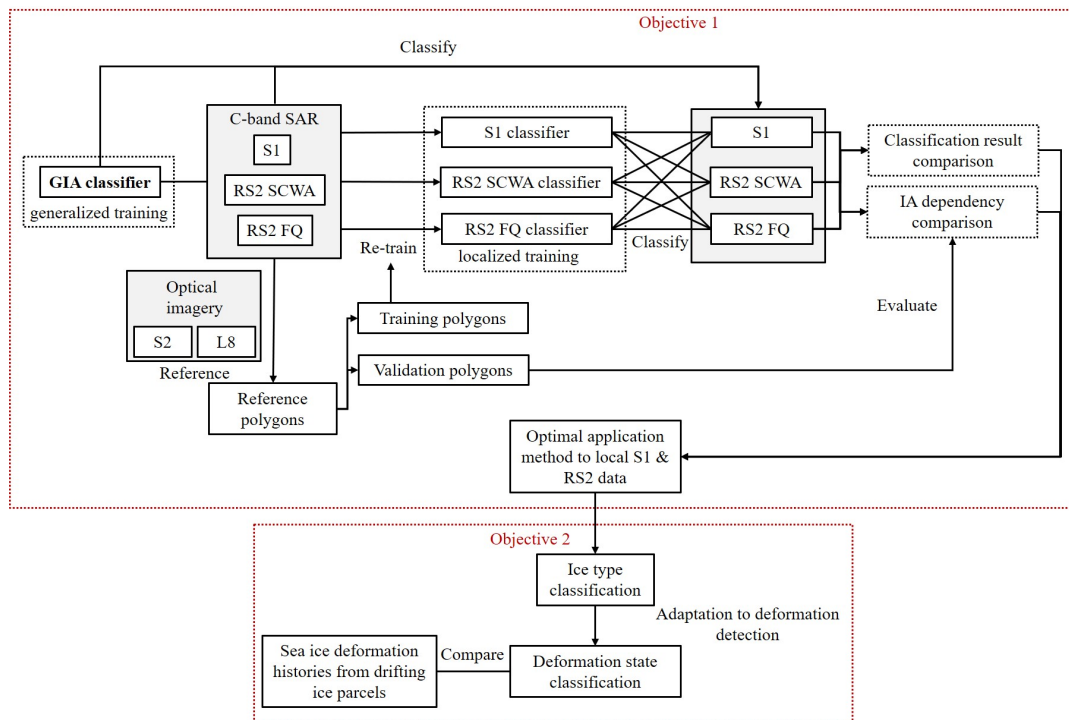 Objective 1
Classify
C-band SAR
S1
RS2 SCWA
RS2 FQ
GIA classifier
generalized training
S1 classifier
RS2 SCWA classifier
RS2 FQ classifier
localized training
Re-train
Classify
S1
RS2 SCWA
RS2 FQ
Classification result
comparison
IA dependency
comparison
Evaluate
Optical
imagery
S2
L8
Reference
Training polygons
Validation polygons
Reference
polygons
Optimal application
method to local S1 &
RS2 data
Objective 2
Ice type
classification
Adaptation to deformation
detection
Sea ice deformation
histories from drifting
ice parcels
Compare
Deformation state
classification